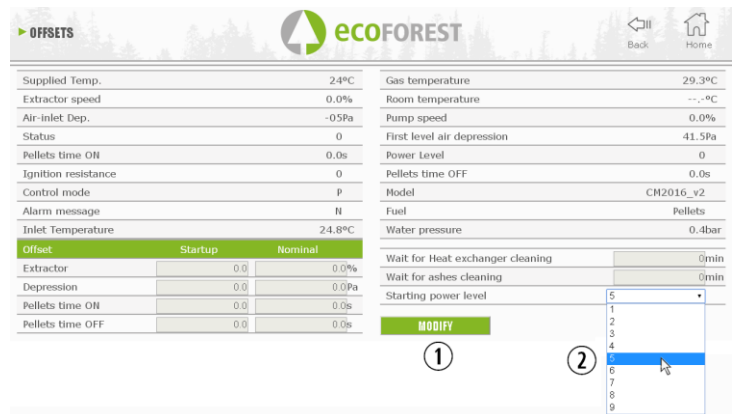 OFFSETS
ecoFOREST
Back
Home
Supplied Temp. 24ºC
Extractor speed 0.0%
Air-inlet Dep. -05Pa
Status 0
Pellets time ON 0.0s
Ignition resistance 0
Control mode P
Alarm message N
Inlet Temperature 24.8ºC
Offset Startup Nominal
Extractor 0.0 0.0%
Depression 0.0 0.0Pa
Pellets time ON 0.0 0.0s
Pellets time OFF 0.0 0.0s
Gas temperature 29.3ºC
Room temperature --.-ºC
Pump speed 0.0%
First level air depression 41.5Pa
Power Level 0
Pellets time OFF 0.0s
Model CM2016_v2
Fuel Pellets
Water pressure 0.4bar
Wait for Heat exchanger cleaning 0min
Wait for ashes cleaning 0min
Starting power level 5
MODIFY
1
2
1
2
3
4
5
6
7
8
9